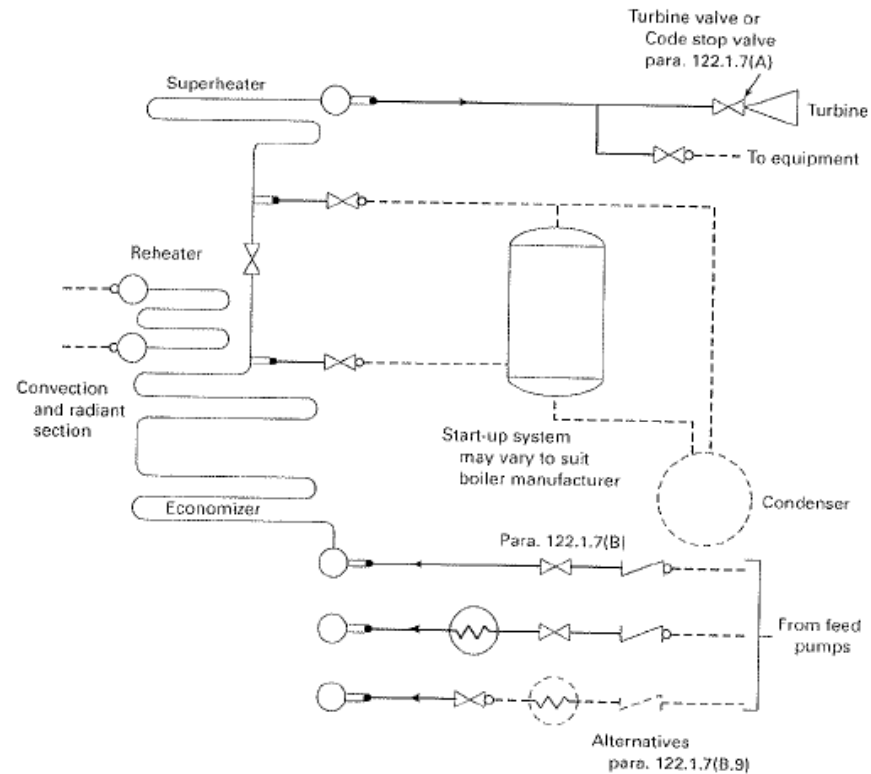 Turbine valve or
Code stop valve
para. 122.1.7(A)
Superheater
Turbine
To equipment
Reheater
Convection
and radiant
section
Start-up system
may vary to suit
boiler manufacturer
Economizer
Condenser
Para. 122.1.7(B)
From feed
pumps
Alternatives
para. 122.1.7(B.9)